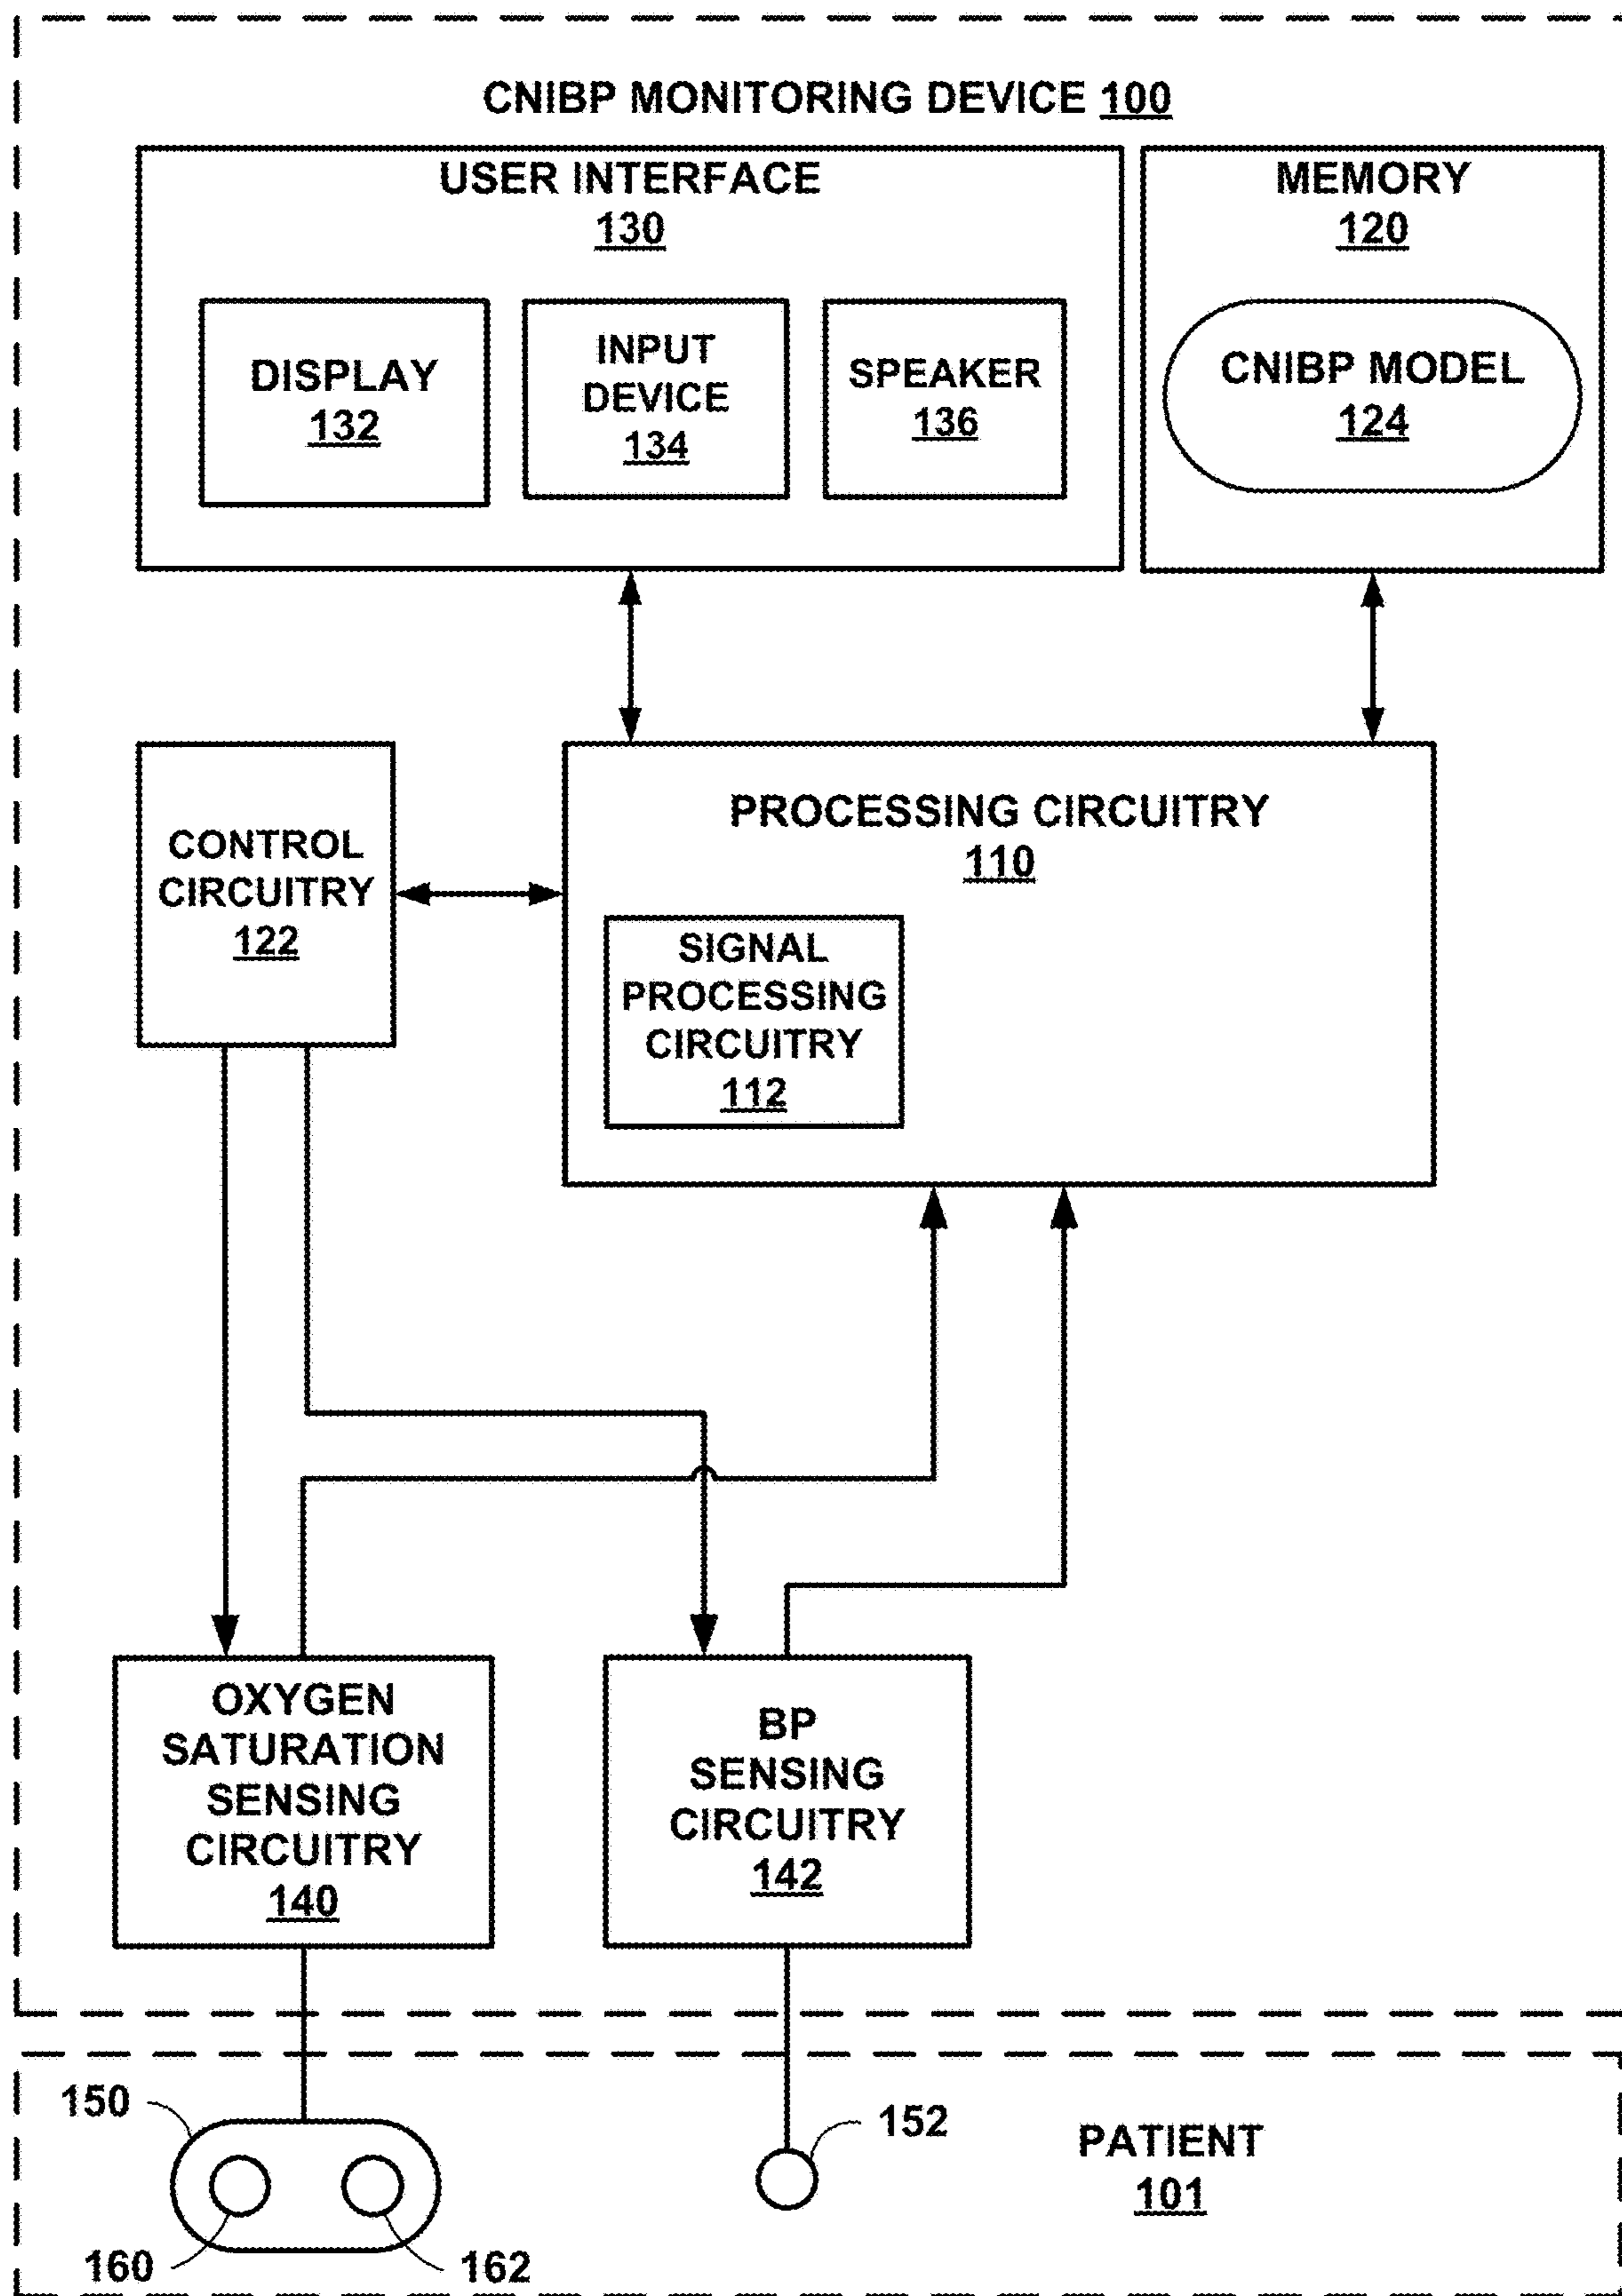 CNIBP MONITORING DEVICE 100
USER INTERFACE
130
DISPLAY
132
INPUT
DEVICE
134
SPEAKER
136
MEMORY
120
CNIBP MODEL
124
CONTROL
CIRCUITRY
122
PROCESSING CIRCUITRY
110
SIGNAL
PROCESSING
CIRCUITRY
112
OXYGEN
SATURATION
SENSING
CIRCUITRY
140
BP
SENSING
CIRCUITRY
142
150
160
162
152
PATIENT
101